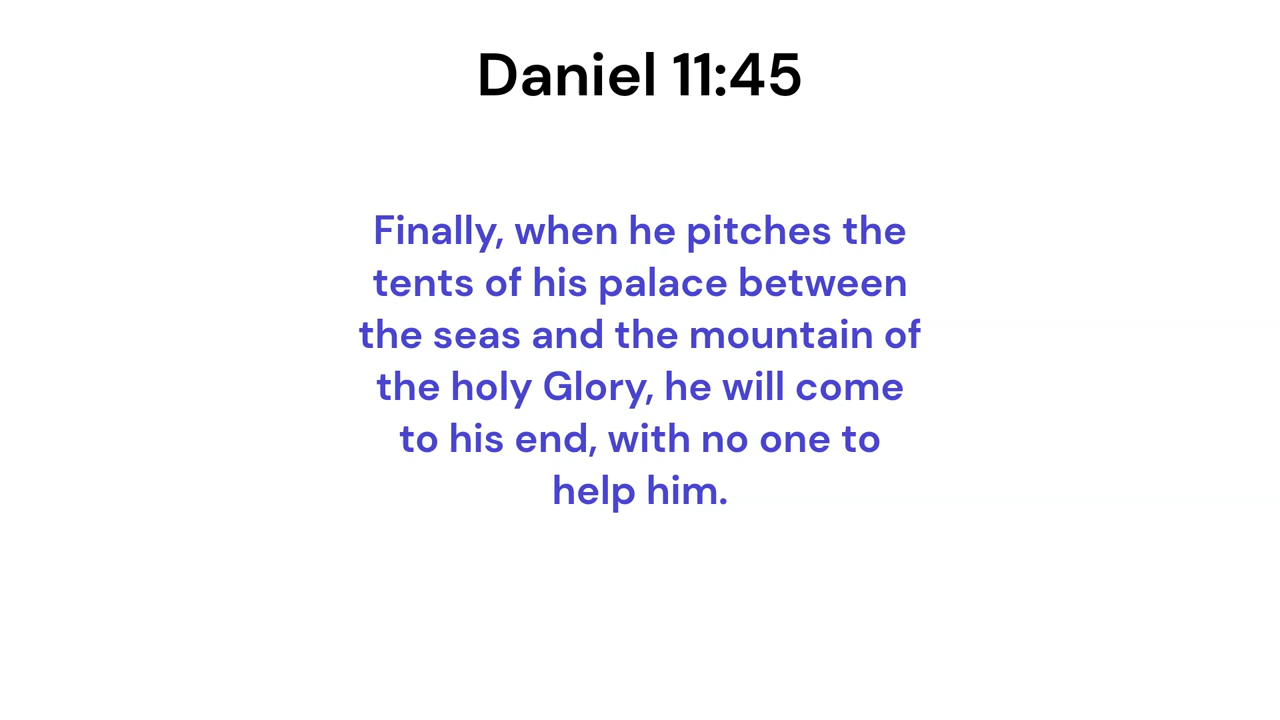 Daniel 11:45
Finally, when he pitches the
tents of his palace between
the seas and the mountain of
the holy Glory, he will come
to his end, with no one to
help him.